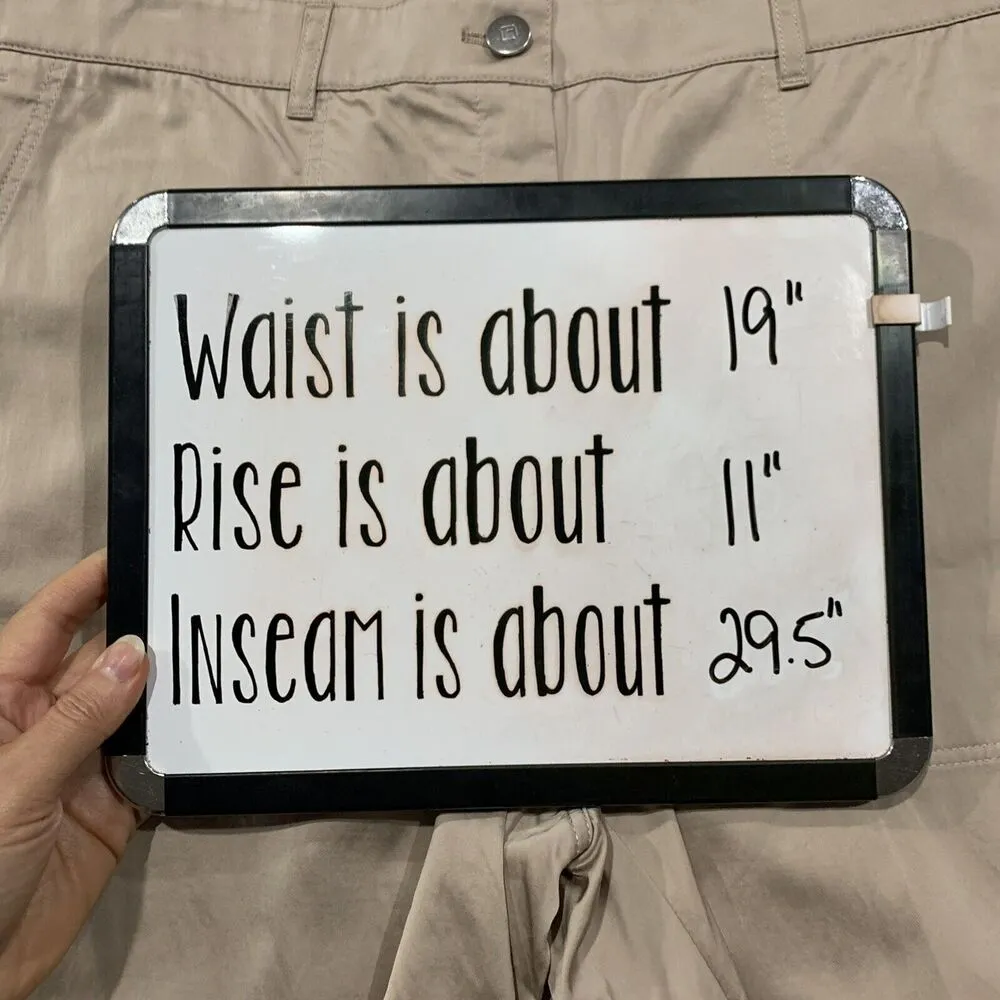 Waist is about 19"
Rise is about 11"
Inseam is about 29.5"